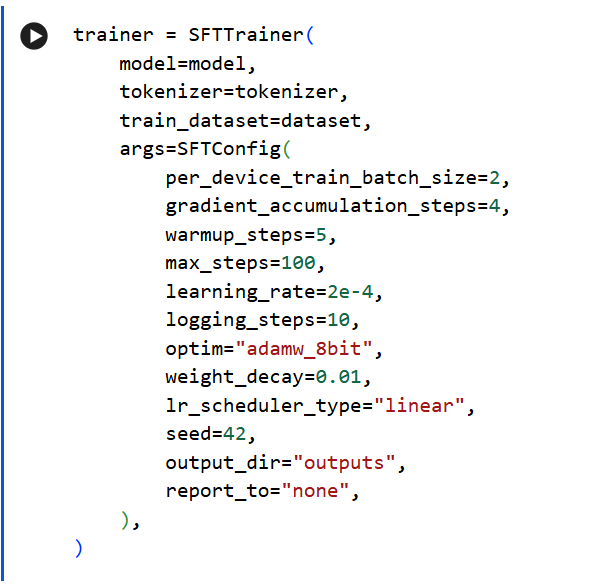 trainer = SFTTrainer(
    model=model,
    tokenizer=tokenizer,
    train_dataset=dataset,
    args=SFTConfig(
        per_device_train_batch_size=2,
        gradient_accumulation_steps=4,
        warmup_steps=5,
        max_steps=100,
        learning_rate=2e-4,
        logging_steps=10,
        optim="adamw_8bit",
        weight_decay=0.01,
        lr_scheduler_type="linear",
        seed=42,
        output_dir="outputs",
        report_to="none",
    ),
)